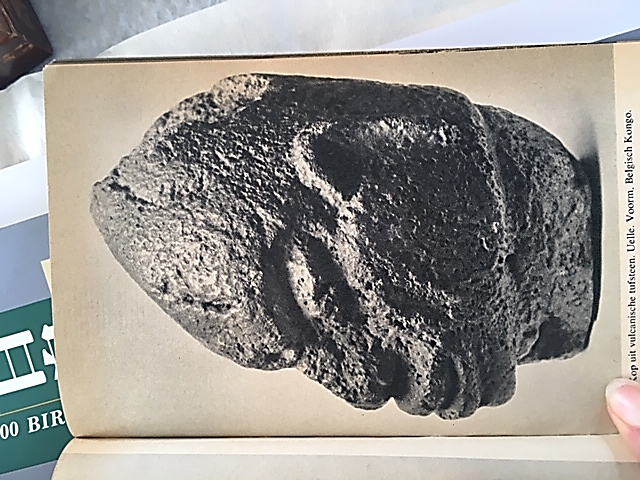 Kop uit vulcanische tufsteen. Uelle. Voorm. Belgisch Kongo.
00 BIR